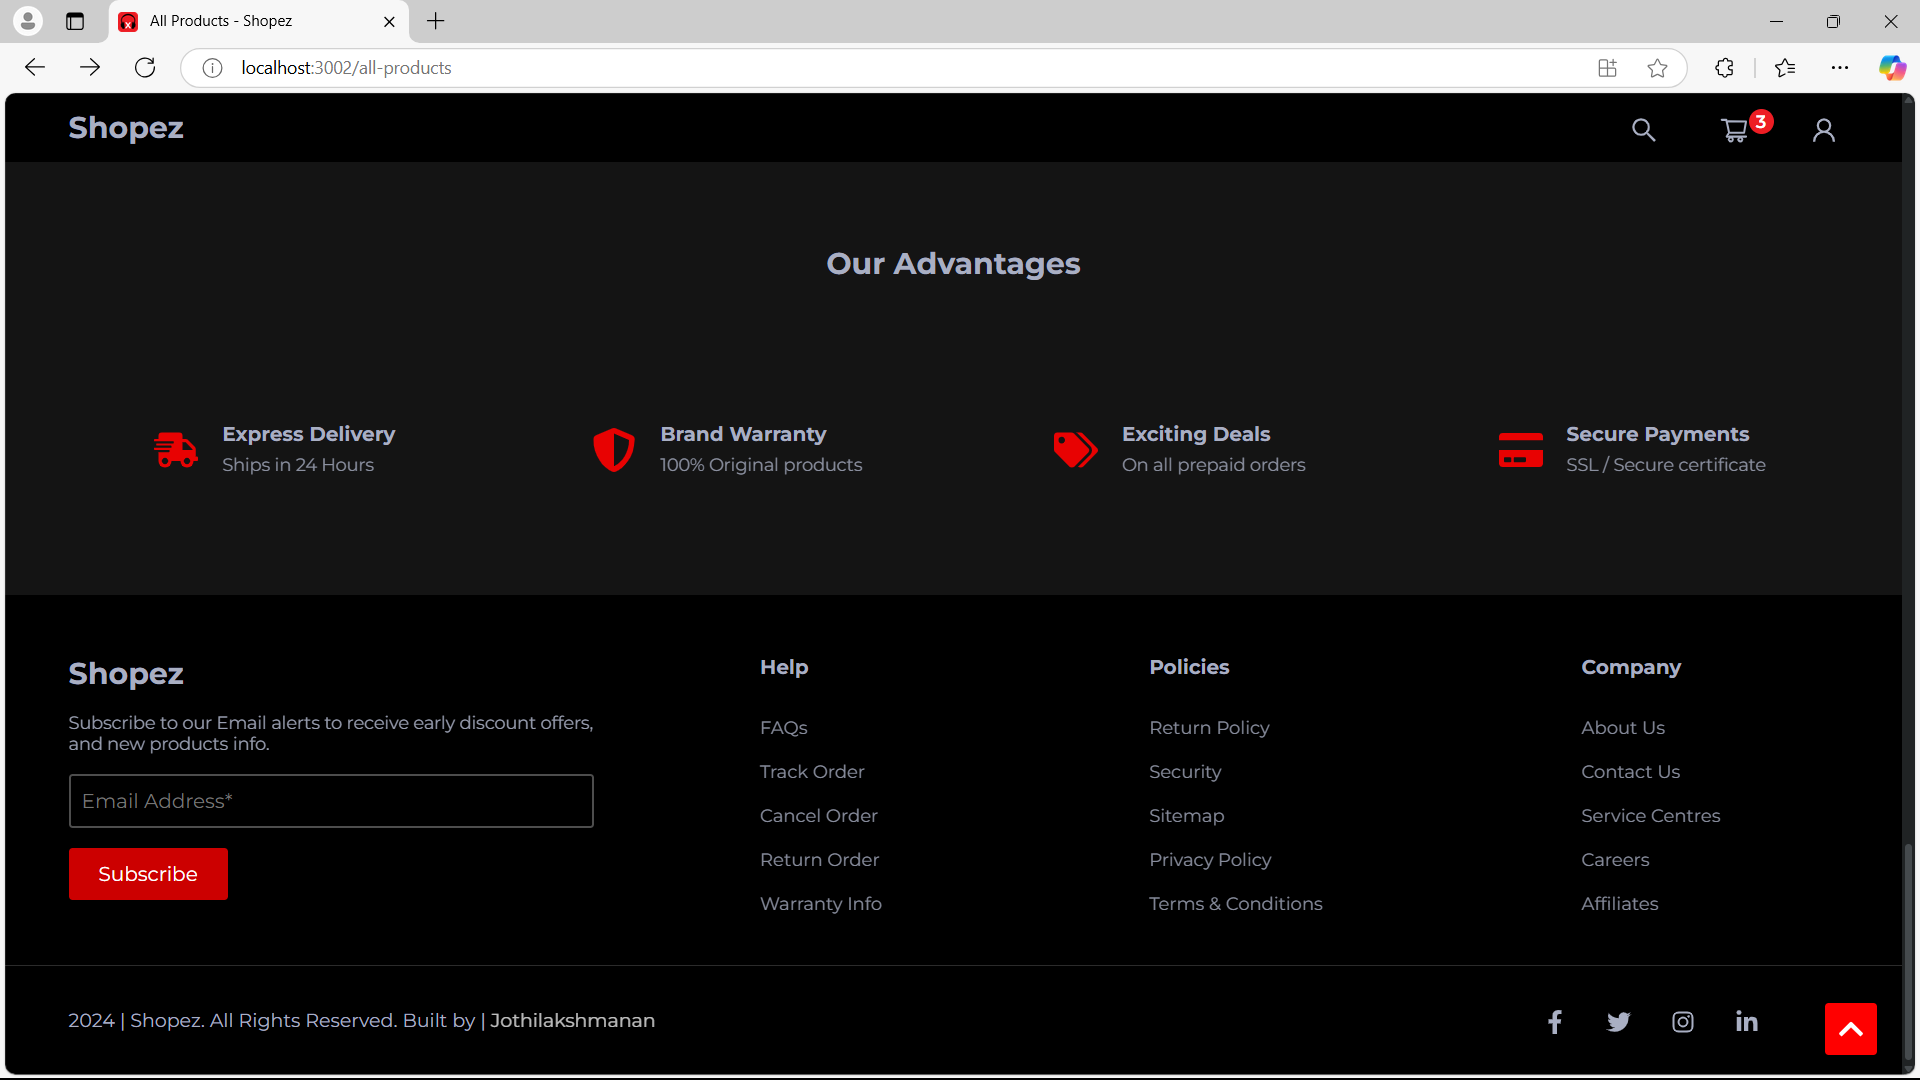 All Products - Shopez
localhost:3002/all-products
Shopez
3
Our Advantages
Express Delivery
Ships in 24 Hours
Brand Warranty
100% Original products
Exciting Deals
On all prepaid orders
Secure Payments
SSL / Secure certificate
Shopez
Subscribe to our Email alerts to receive early discount offers,
and new products info.
Email Address*
Subscribe
Help
FAQs
Track Order
Cancel Order
Return Order
Warranty Info
Policies
Return Policy
Security
Sitemap
Privacy Policy
Terms & Conditions
Company
About Us
Contact Us
Service Centres
Careers
Affiliates
2024 | Shopez. All Rights Reserved. Built by | Jothilakshmanan